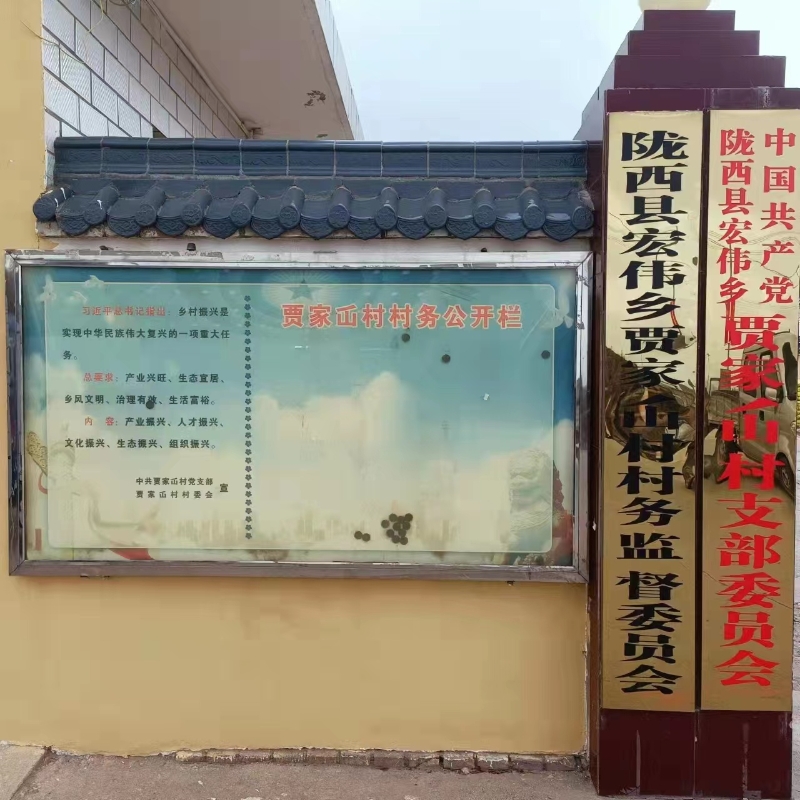 习近平总书记指出：乡村振兴是
实现中华民族伟大复兴的一项重大任
务。
总要求：产业兴旺、生态宜居、
乡风文明、治理有效、生活富裕。
内 容：产业振兴、人才振兴、
文化振兴、生态振兴、组织振兴。
中共贾家屲村党支部
贾家屲村村委会
宣
贾家屲村村务公开栏
陇西县宏伟乡贾家屲村村务监督委员会
中国共产党
陇西县宏伟乡
贾家屲村支部委员会